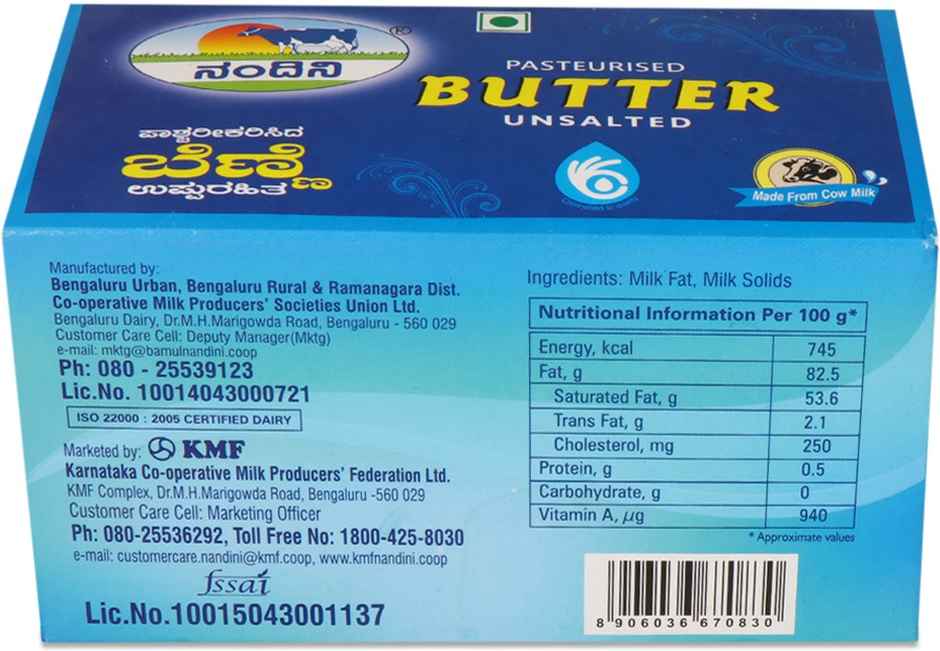 ನಂದಿನಿ
®
PASTEURISED
BUTTER
UNSALTED
ಪಾಶ್ಚರೀಕರಿಸಿದ
ಬೆಣ್ಣೆ
ಉಪ್ಪುರಹಿತ
Made From Cow Milk
Manufactured by:
Bengaluru Urban, Bengaluru Rural & Ramanagara Dist.
Co-operative Milk Producers' Societies Union Ltd.
Bengaluru Dairy, Dr.M.H.Marigowda Road, Bengaluru - 560 029
Customer Care Cell: Deputy Manager(Mktg)
e-mail: mktg@bamulnandini.coop
Ph: 080 - 25539123
Lic.No. 10014043000721
ISO 22000 : 2005 CERTIFIED DAIRY
Marketed by: KMF
Karnataka Co-operative Milk Producers' Federation Ltd.
KMF Complex, Dr.M.H.Marigowda Road, Bengaluru -560 029
Customer Care Cell: Marketing Officer
Ph: 080-25536292, Toll Free No: 1800-425-8030
e-mail: customercare.nandini@kmf.coop, www.kmfnandini.coop
fssai
Lic.No.10015043001137
Ingredients: Milk Fat, Milk Solids
Nutritional Information Per 100 g*
Energy, kcal 745
Fat, g 82.5
Saturated Fat, g 53.6
Trans Fat, g 2.1
Cholesterol, mg 250
Protein, g 0.5
Carbohydrate, g 0
Vitamin A, µg 940
* Approximate values
8 906036 670830